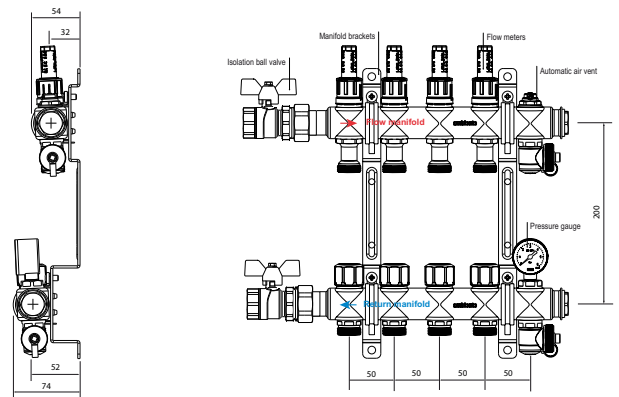 54
32
Manifold brackets
Flow meters
Isolation ball valve
Automatic air vent
Flow manifold
200
Pressure gauge
Return manifold
52
74
50
50
50
50